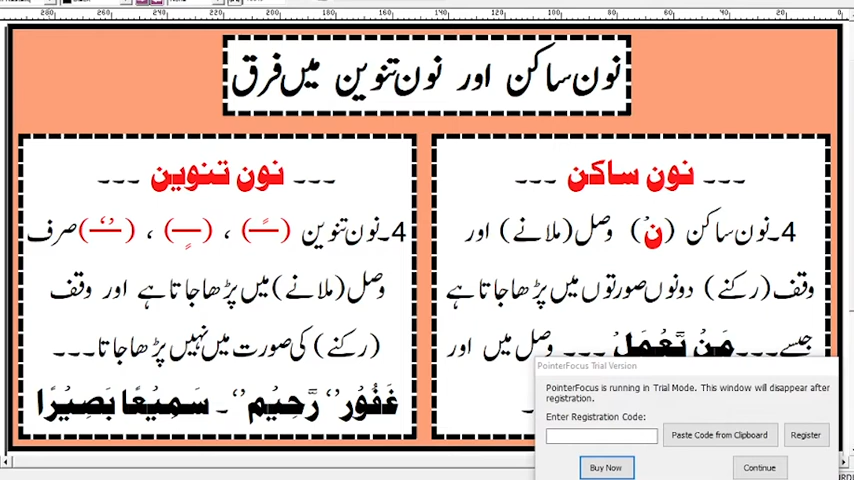 نون ساکن اور نون تنوین میں فرق
۔۔۔ نون ساکن ۔۔۔
4۔نون ساکن (نْ) وصل(ملانے) اور
وقف(رکنے) دونوں صورتوں میں پڑھا جاتا ہے
جیسے۔۔۔مَنْ یَّعْمَلْ ۔۔۔ وصل میں اور
۔۔۔ نون تنوین ۔۔۔
4۔نون تنوین (ــًـ) ، (ــٍـ) ، (ــٌـ) صرف
وصل(ملانے)میں پڑھا جاتا ہے اور وقف
(رکنے) کی صورت میں نہیں پڑھا جاتا۔۔۔
غَفُوْرٌ رَّحِیْمٌ۔ سَمِیْعًا بَصِیْرًا
PointerFocus Trial Version
PointerFocus is running in Trial Mode. This window will disappear after
registration.
Enter Registration Code:
Paste Code from Clipboard
Register
Buy Now
Continue